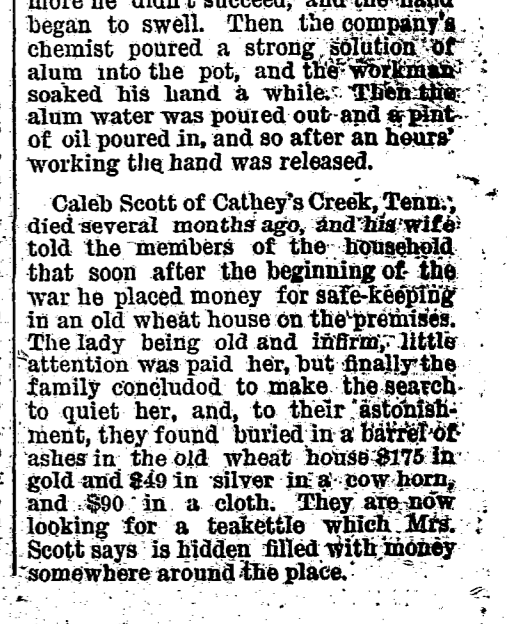 more he didn't succeed, and the hand
began to swell. Then the company's
chemist poured a strong solution of
alum into the pot, and the workman
soaked his hand a while. Then the
alum water was poured out and a pint
of oil poured in, and so after an hours'
working the hand was released.
Caleb Scott of Cathey's Creek, Tenn.,
died several months ago, and his wife
told the members of the household
that soon after the beginning of the
war he placed money for safe-keeping
in an old wheat house on the premises.
The lady being old and infirm, little
attention was paid her, but finally the
family concludod to make the search
to quiet her, and, to their astonish-
ment, they found buried in a barrel of
ashes in the old wheat house $175 in
gold and $49 in silver in a cow horn,
and $90 in a cloth. They are now
looking for a teakettle which Mrs.
Scott says is hidden filled with money
somewhere around the place.